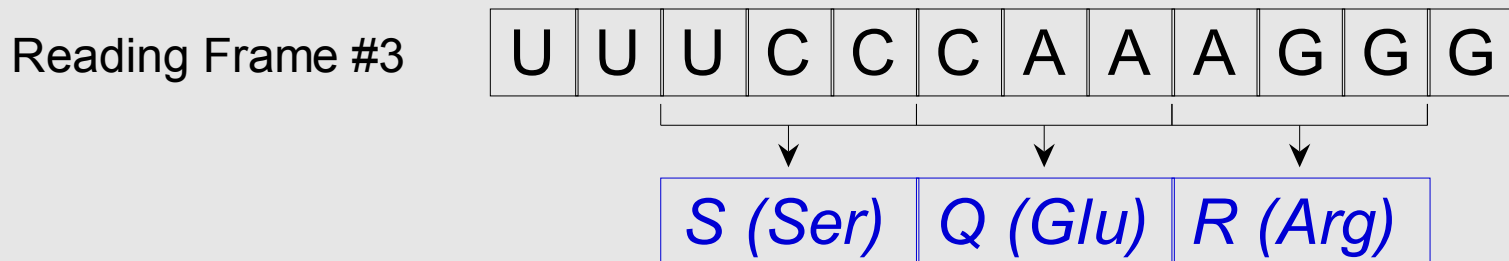 Reading Frame #3 U U U C C C A A A G G G
S (Ser) Q (Glu) R (Arg)